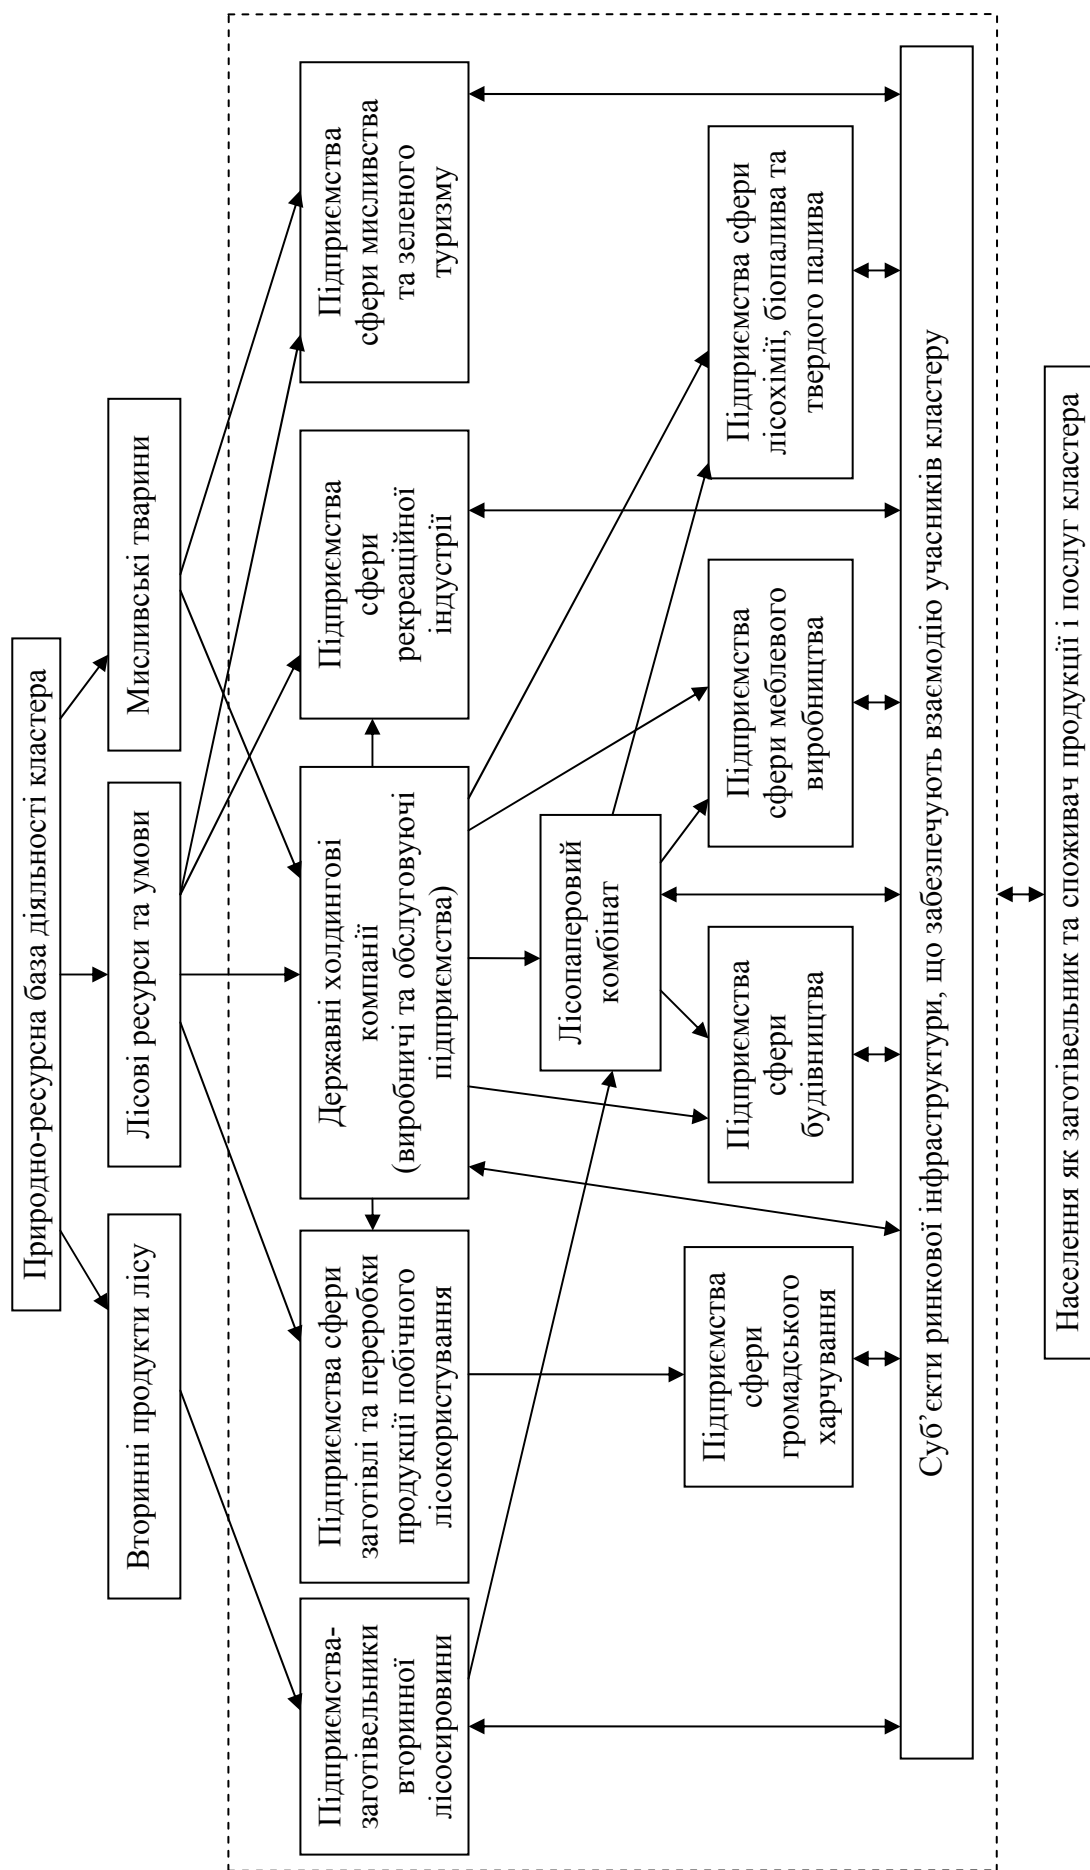 Природно-ресурсна база діяльності кластера
Вторинні продукти лісу
Лісові ресурси та умови
Мисливські тварини
Підприємства-
заготівельники
вторинної
лісосировини
Підприємства сфери
заготівлі та переробки
продукції побічного
лісокористування
Державні холдингові
компанії
(виробничі та обслуговуючі
підприємства)
Підприємства
сфери
рекреаційної
індустрії
Підприємства
сфери мисливства
та зеленого
туризму
Лісопаперовий
комбінат
Підприємства
сфери
громадського
харчування
Підприємства
сфери
будівництва
Підприємства
сфери меблевого
виробництва
Підприємства сфери
лісохімії, біопалива та
твердого палива
Суб’єкти ринкової інфраструктури, що забезпечують взаємодію учасників кластеру
Населення як заготівельник та споживач продукції і послуг кластера